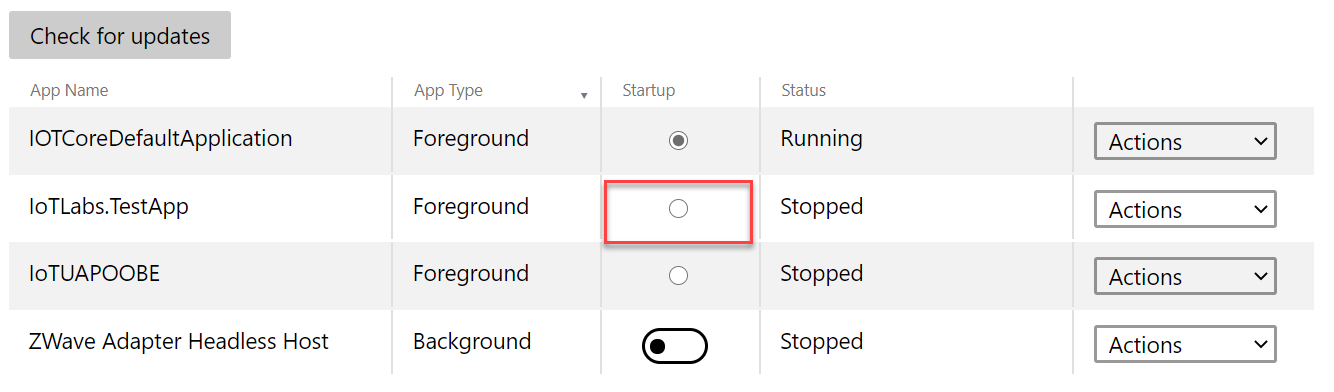 Check for updates
App Name App Type Startup Status
IOTCoreDefaultApplication Foreground Running Actions
IoTLabs.TestApp Foreground Stopped Actions
IoTUAPOOBE Foreground Stopped Actions
ZWave Adapter Headless Host Background Stopped Actions